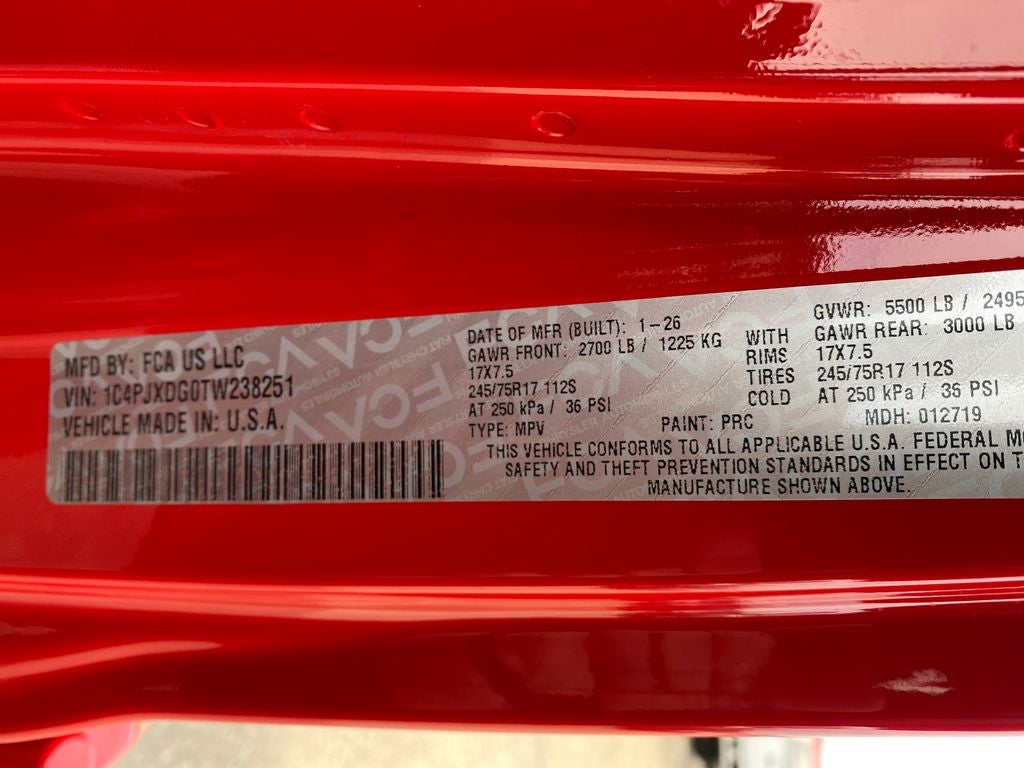 MFD BY: FCA US LLC
VIN: 1C4PJXDG0TW238251
VEHICLE MADE IN: U.S.A.
DATE OF MFR (BUILT): 1-26
GAWR FRONT: 2700 LB / 1225 KG
17X7.5
245/75R17 112S
AT 250 kPa / 36 PSI
TYPE: MPV
WITH
RIMS
TIRES
COLD
GVWR: 5500 LB / 2495
GAWR REAR: 3000 LB
17X7.5
245/75R17 112S
AT 250 kPa / 36 PSI
PAINT: PRC
MDH: 012719
THIS VEHICLE CONFORMS TO ALL APPLICABLE U.S.A. FEDERAL
SAFETY AND THEFT PREVENTION STANDARDS IN EFFECT ON
MANUFACTURE SHOWN ABOVE.